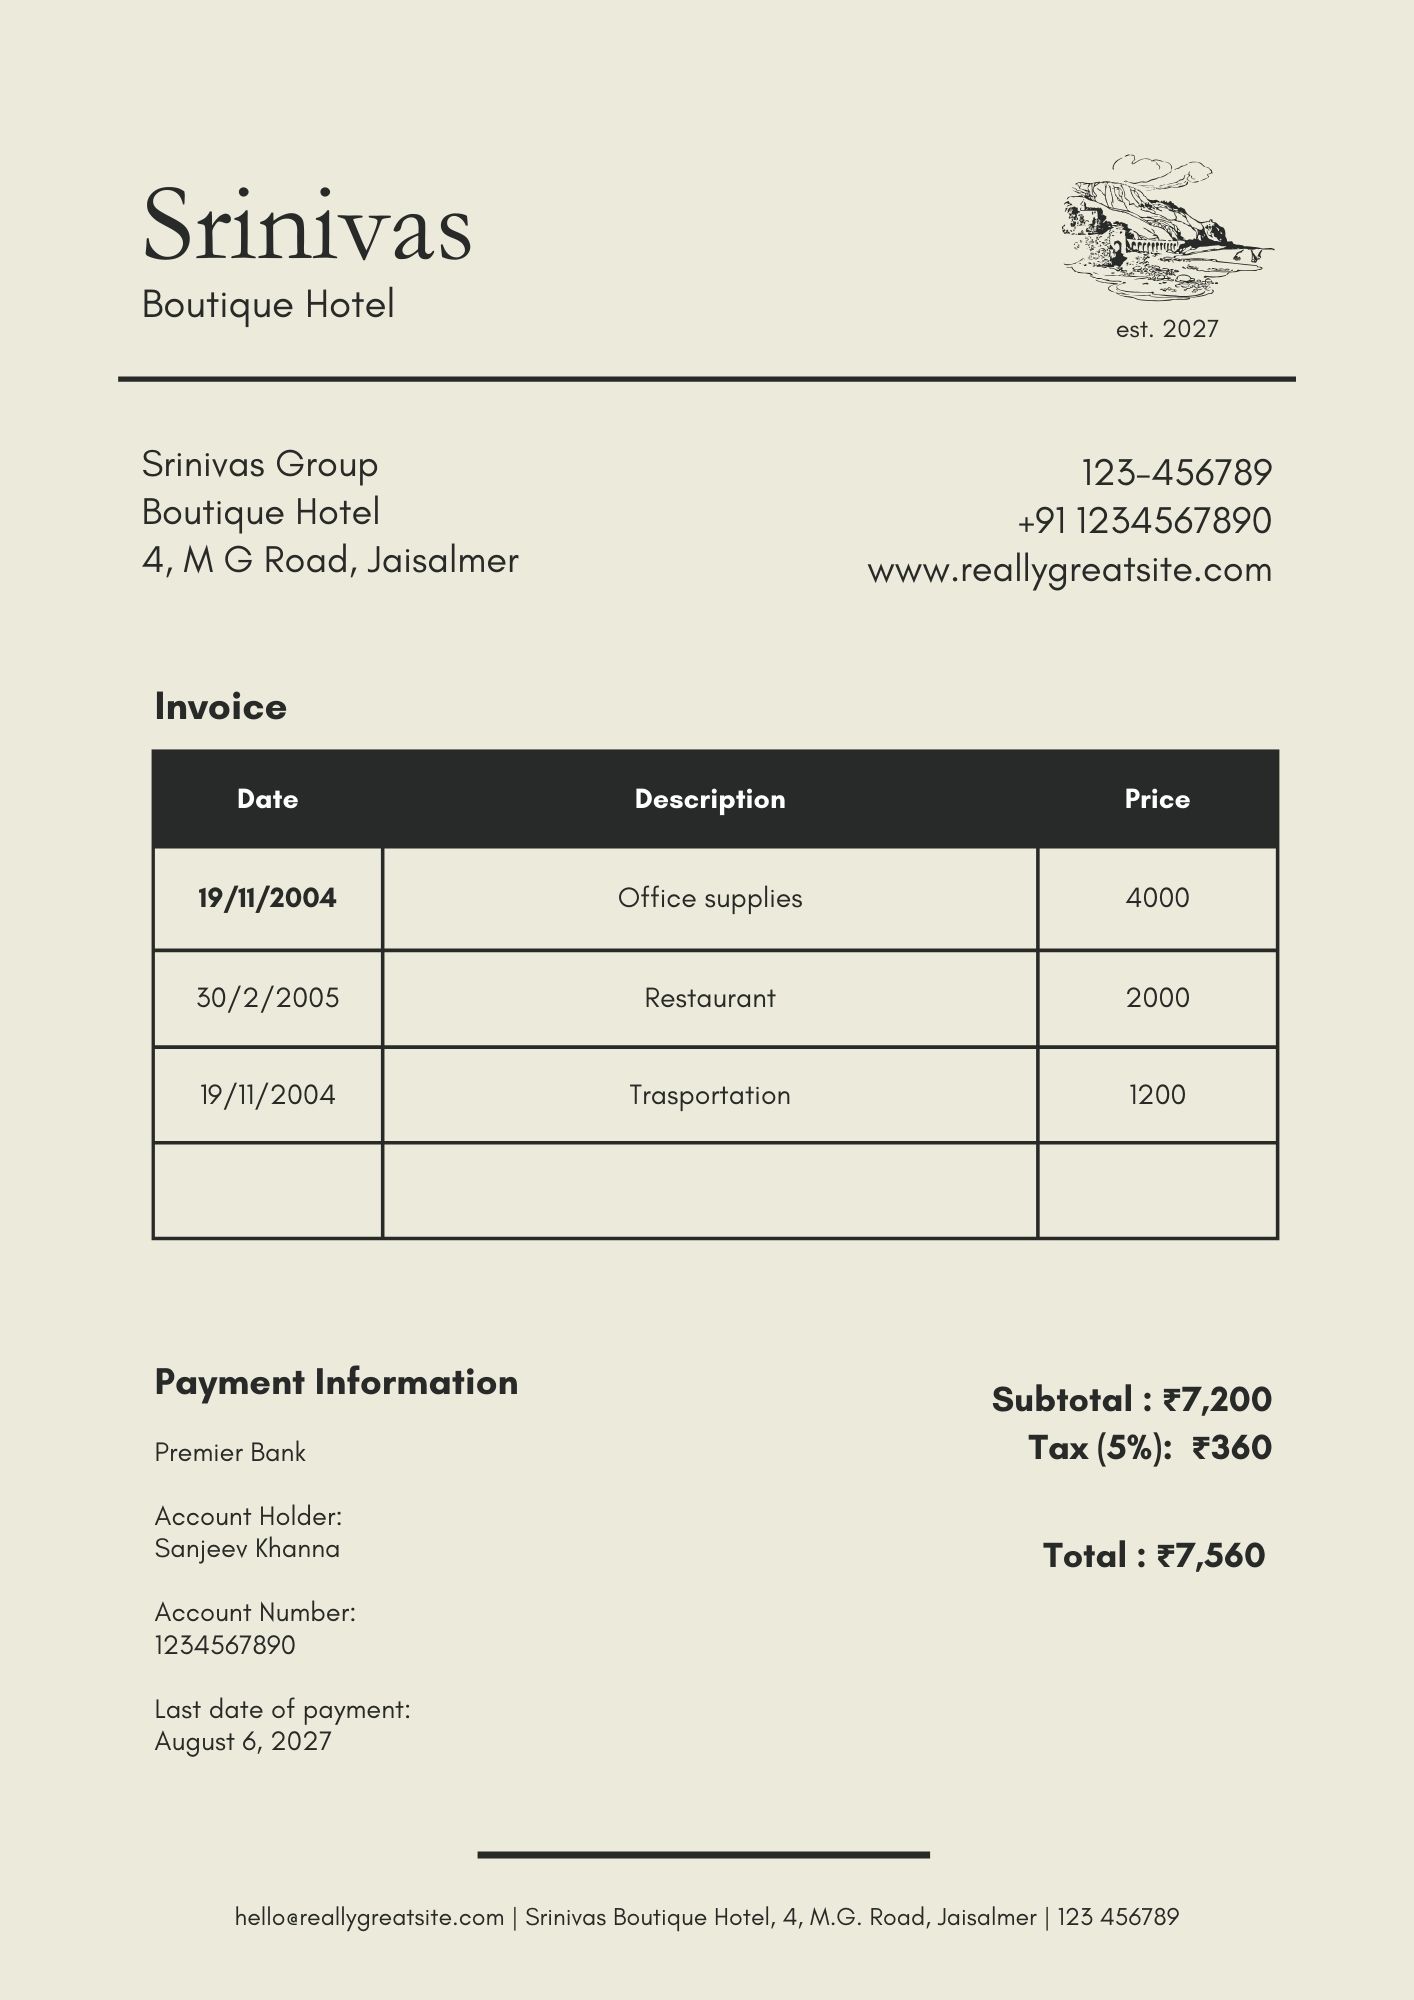 Srinivas
Boutique Hotel
est. 2027
Srinivas Group
Boutique Hotel
4, M G Road, Jaisalmer
123-456789
+91 1234567890
www.reallygreatsite.com
Invoice
Date Description Price
19/11/2004 Office supplies 4000
30/2/2005 Restaurant 2000
19/11/2004 Trasportation 1200
Payment Information
Premier Bank
Account Holder:
Sanjeev Khanna
Account Number:
1234567890
Last date of payment:
August 6, 2027
Subtotal : ₹7,200
Tax (5%): ₹360
Total : ₹7,560
hello@reallygreatsite.com | Srinivas Boutique Hotel, 4, M.G. Road, Jaisalmer | 123 456789